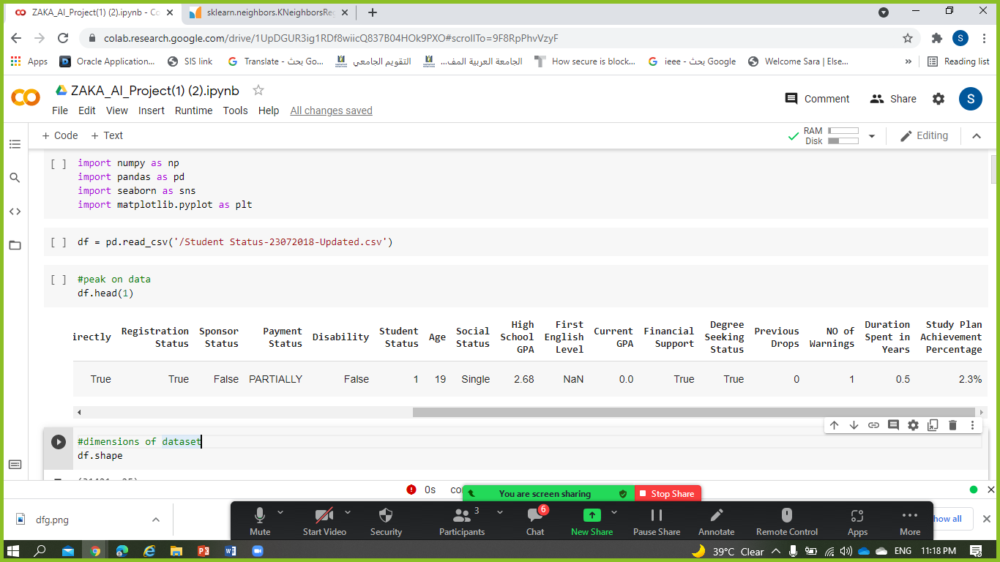 ZAKA_AI_Project(1) (2).ipynb - Co
sklearn.neighbors.KNeighborsReg
colab.research.google.com/drive/1UpDGUR3ig1RDf8wiicQ837B04HOk9PXO#scrollTo=9F8RpPhvVzyF
S
Apps
Oracle Application...
SIS link
Translate - بحث Go...
التقويم الجامعي
الجامعة العربية المف...
How secure is block...
ieee - بحث Google
Welcome Sara | Else...
»
Reading list
ZAKA_AI_Project(1) (2).ipynb
Comment
Share
S
File Edit View Insert Runtime Tools Help All changes saved
+ Code + Text
RAM
Disk
Editing
[ ] import numpy as np
import pandas as pd
import seaborn as sns
import matplotlib.pyplot as plt
[ ] df = pd.read_csv('/Student Status-23072018-Updated.csv')
[ ] #peak on data
df.head(1)
irectly Registration Status Sponsor Status Payment Status Disability Student Status Age Social Status High School GPA First English Level Current GPA Financial Support Degree Seeking Status Previous Drops NO of Warnings Duration Spent in Years Study Plan Achievement Percentage
True True False PARTIALLY False 1 19 Single 2.68 NaN 0.0 True True 0 1 0.5 2.3%
#dimensions of dataset
df.shape
0s
co
You are screen sharing
Stop Share
dfg.png
Mute
Start Video
Security
3
Participants
6
Chat
New Share
Pause Share
Annotate
Remote Control
Apps
More
how all
39°C Clear
ENG
11:18 PM